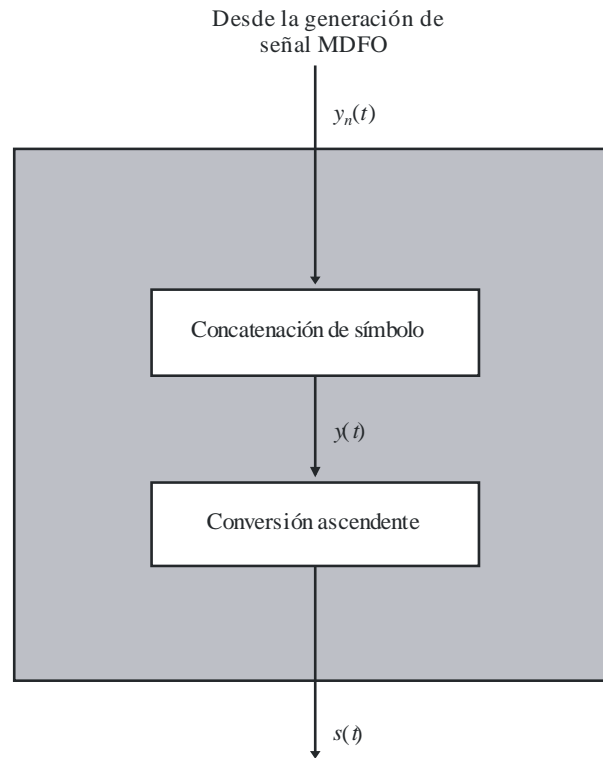 Desde la generación de
señal MDFO
yₙ(t)
Concatenación de símbolo
y(t)
Conversión ascendente
s(t)